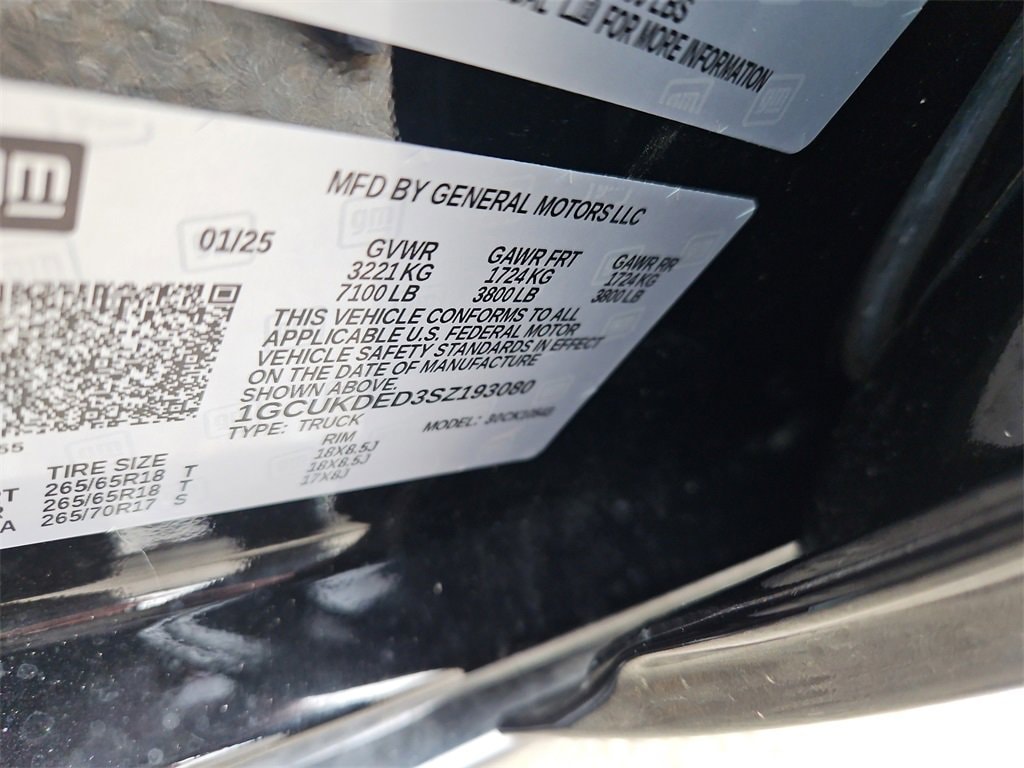 LBS
FOR MORE INFORMATION
gm
MFD BY GENERAL MOTORS LLC
01/25
GVWR GAWR FRT GAWR RR
3221 KG 1724 KG 1724 KG
7100 LB 3800 LB 3800 LB
THIS VEHICLE CONFORMS TO ALL
APPLICABLE U.S. FEDERAL MOTOR
VEHICLE SAFETY STANDARDS IN EFFECT
ON THE DATE OF MANUFACTURE
SHOWN ABOVE.
1GCUKDED3SZ193080
TYPE: TRUCK MODEL:
TIRE SIZE RIM
265/65R18 T 18X8.5J
265/65R18 T 18X8.5J
265/70R17 S 17X8J